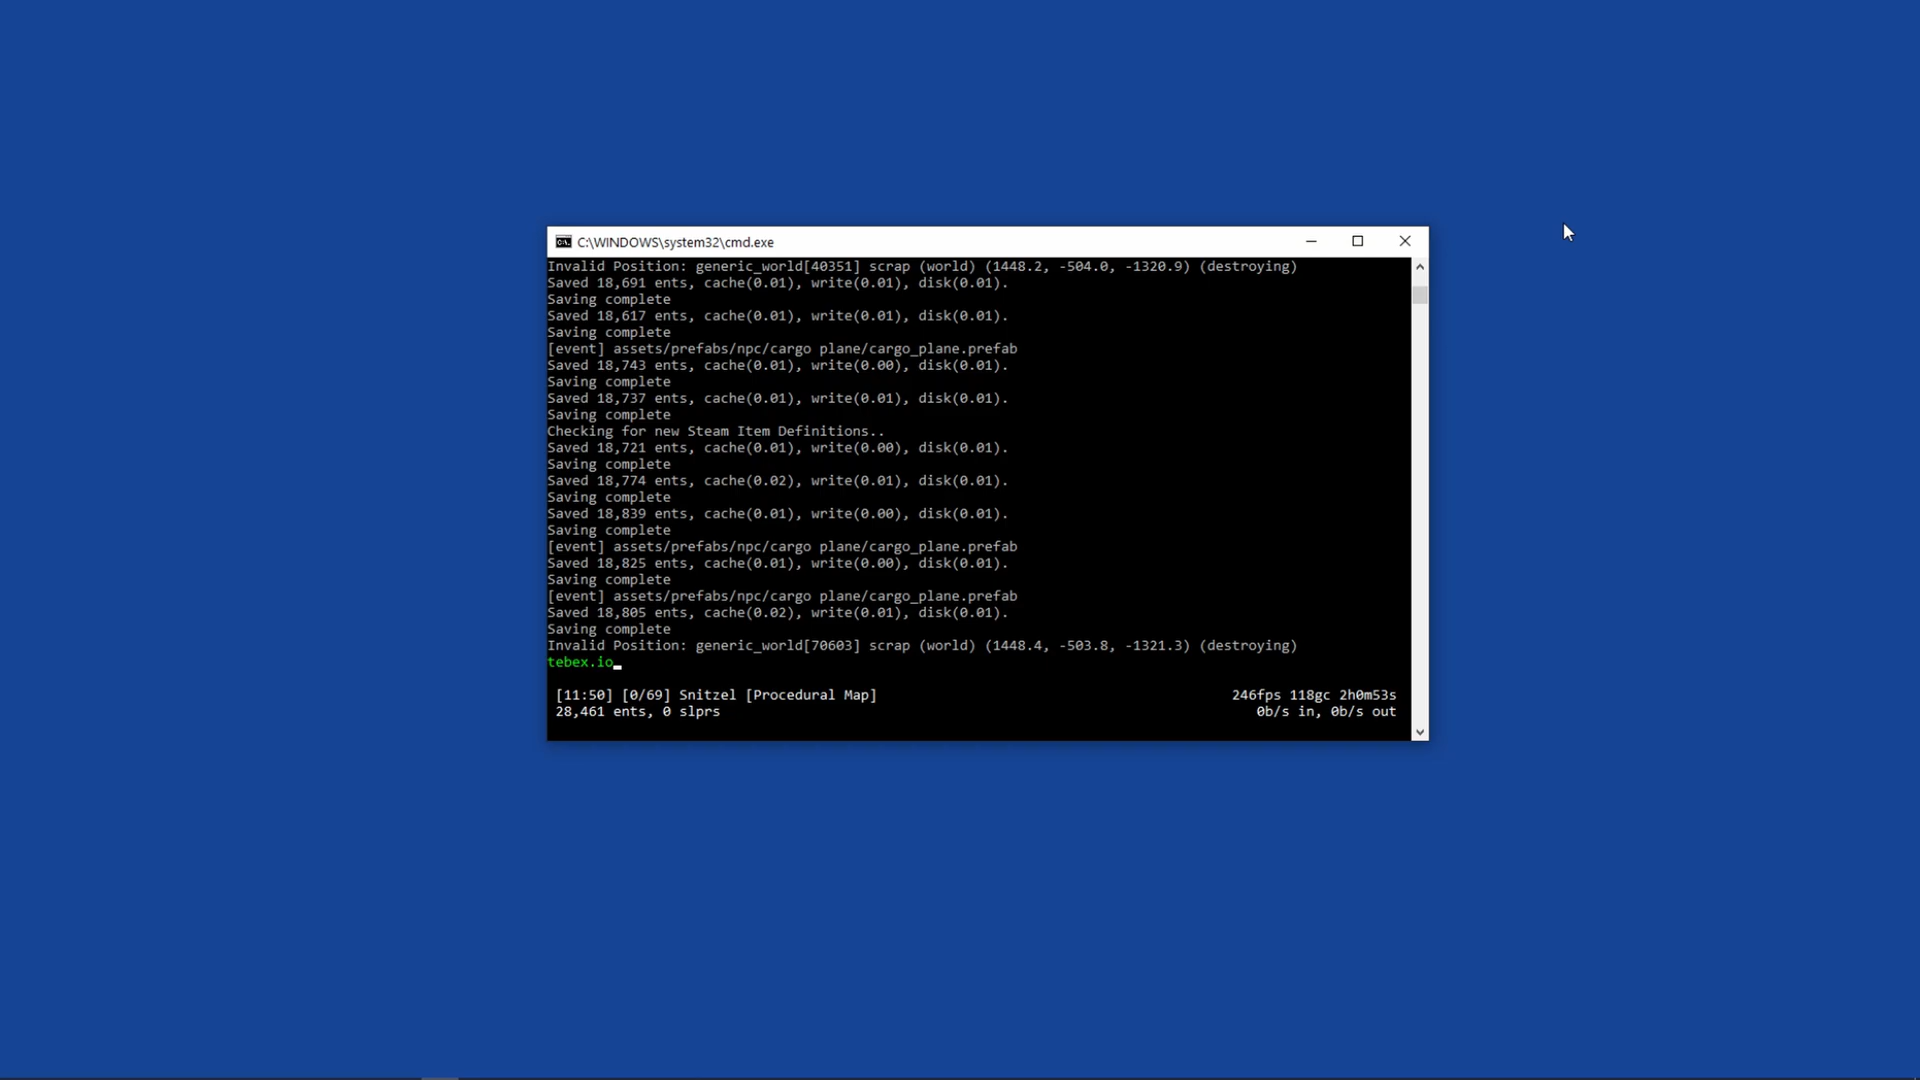 C:\WINDOWS\system32\cmd.exe
Invalid Position: generic_world[40351] scrap (world) (1448.2, -504.0, -1320.9) (destroying)
Saved 18,691 ents, cache(0.01), write(0.01), disk(0.01).
Saving complete
Saved 18,617 ents, cache(0.01), write(0.01), disk(0.01).
Saving complete
[event] assets/prefabs/npc/cargo plane/cargo_plane.prefab
Saved 18,743 ents, cache(0.01), write(0.00), disk(0.01).
Saving complete
Saved 18,737 ents, cache(0.01), write(0.01), disk(0.01).
Saving complete
Checking for new Steam Item Definitions..
Saved 18,721 ents, cache(0.01), write(0.00), disk(0.01).
Saving complete
Saved 18,774 ents, cache(0.02), write(0.01), disk(0.01).
Saving complete
Saved 18,839 ents, cache(0.01), write(0.00), disk(0.01).
Saving complete
[event] assets/prefabs/npc/cargo plane/cargo_plane.prefab
Saved 18,825 ents, cache(0.01), write(0.00), disk(0.01).
Saving complete
[event] assets/prefabs/npc/cargo plane/cargo_plane.prefab
Saved 18,805 ents, cache(0.02), write(0.01), disk(0.01).
Saving complete
Invalid Position: generic_world[70603] scrap (world) (1448.4, -503.8, -1321.3) (destroying)
tebex.io_
[11:50] [0/69] Snitzel [Procedural Map] 246fps 118gc 2h0m53s
28,461 ents, 0 slprs 0b/s in, 0b/s out